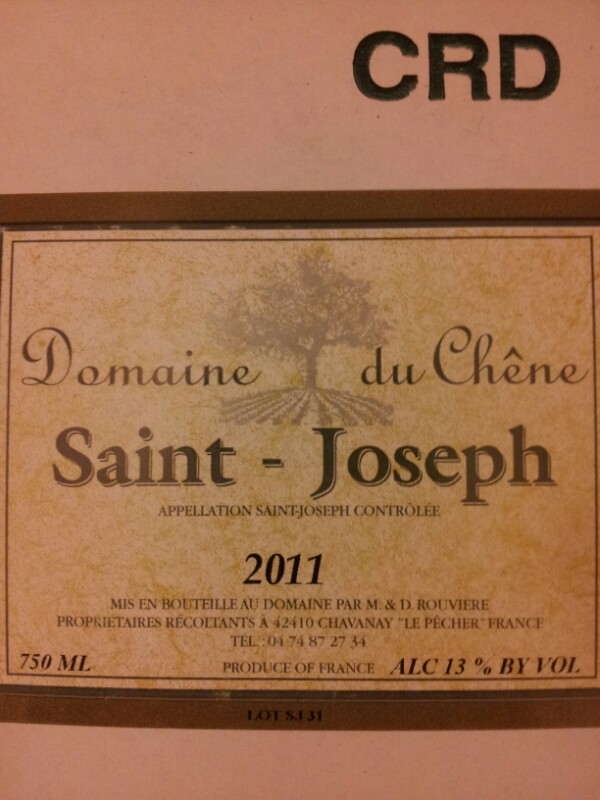 CRD
Domaine du Chêne
Saint - Joseph
APPELLATION SAINT-JOSEPH CONTRÔLÉE
2011
MIS EN BOUTEILLE AU DOMAINE PAR M. & D. ROUVIERE
PROPRIETAIRES RÉCOLTANTS À 42410 CHAVANAY "LE PÊCHER" FRANCE
TEL : 04 74 87 27 34
750 ML PRODUCE OF FRANCE ALC 13 % BY VOL
LOT SJ 31